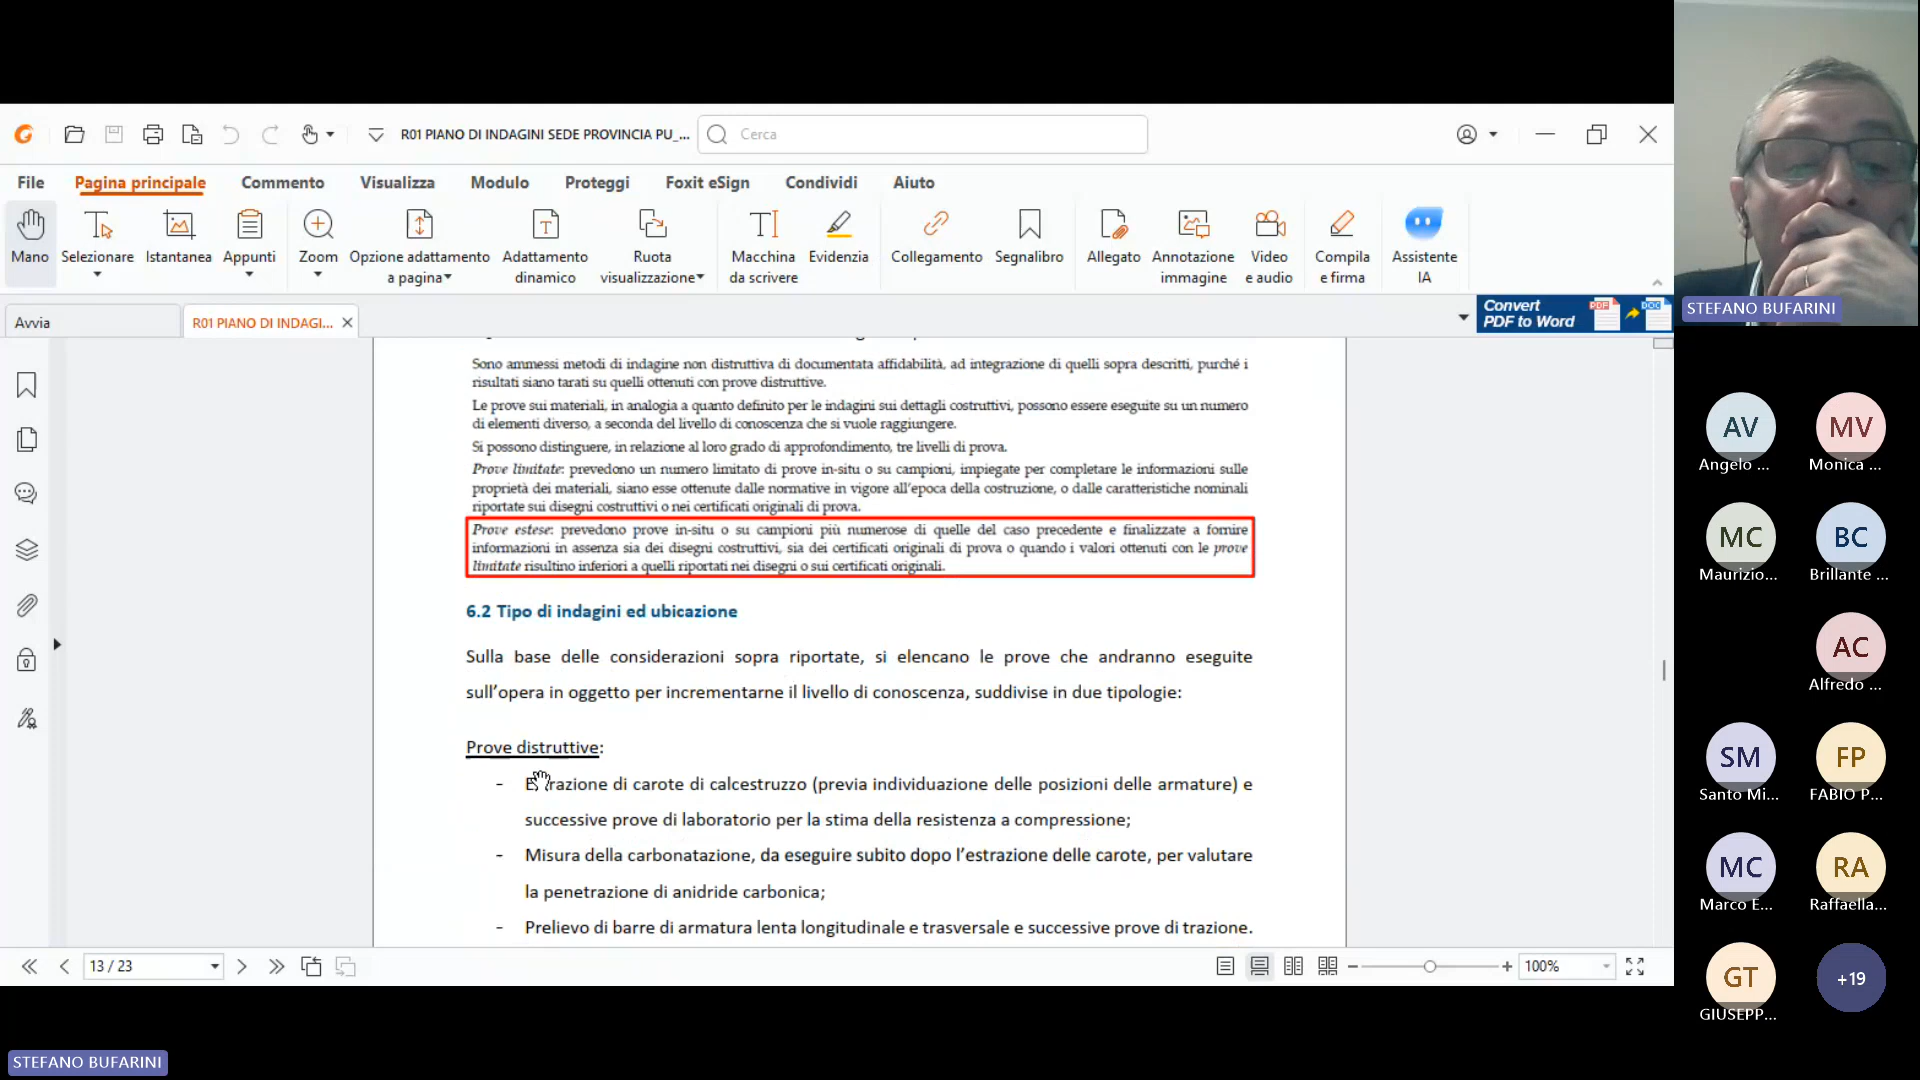 R01 PIANO DI INDAGINI SEDE PROVINCIA PU_...
Cerca
File
Pagina principale
Commento
Visualizza
Modulo
Proteggi
Foxit eSign
Condividi
Aiuto
Mano
Selezionare
Istantanea
Appunti
Zoom
Opzione adattamento
a pagina
Adattamento
dinamico
Ruota
visualizzazione
Macchina
da scrivere
Evidenzia
Collegamento
Segnalibro
Allegato
Annotazione
immagine
Video
e audio
Compila
e firma
Assistente
IA
Avvia
R01 PIANO DI INDAGI...
Convert
PDF to Word
PDF
DOC
Sono ammessi metodi di indagine non distruttiva di documentata affidabilità, ad integrazione di quelli sopra descritti, purché i
risultati siano tarati su quelli ottenuti con prove distruttive.
Le prove sui materiali, in analogia a quanto definito per le indagini sui dettagli costruttivi, possono essere eseguite su un numero
di elementi diverso, a seconda del livello di conoscenza che si vuole raggiungere.
Si possono distinguere, in relazione al loro grado di approfondimento, tre livelli di prova.
Prove limitate: prevedono un numero limitato di prove in-situ o su campioni, impiegate per completare le informazioni sulle
proprietà dei materiali, siano esse ottenute dalle normative in vigore all'epoca della costruzione, o dalle caratteristiche nominali
riportate sui disegni costruttivi o nei certificati originali di prova.
Prove estese: prevedono prove in-situ o su campioni più numerose di quelle del caso precedente e finalizzate a fornire
informazioni in assenza sia dei disegni costruttivi, sia dei certificati originali di prova o quando i valori ottenuti con le prove
limitate risultino inferiori a quelli riportati nei disegni o sui certificati originali.
6.2 Tipo di indagini ed ubicazione
Sulla base delle considerazioni sopra riportate, si elencano le prove che andranno eseguite
sull'opera in oggetto per incrementarne il livello di conoscenza, suddivise in due tipologie:
Prove distruttive:
- Estrazione di carote di calcestruzzo (previa individuazione delle posizioni delle armature) e
successive prove di laboratorio per la stima della resistenza a compressione;
- Misura della carbonatazione, da eseguire subito dopo l'estrazione delle carote, per valutare
la penetrazione di anidride carbonica;
- Prelievo di barre di armatura lenta longitudinale e trasversale e successive prove di trazione.
13 / 23
100%
STEFANO BUFARINI
STEFANO BUFARINI
AV
Angelo ...
MV
Monica ...
MC
Maurizio...
BC
Brillante ...
AC
Alfredo ...
SM
Santo Mi...
FP
FABIO P...
MC
Marco E...
RA
Raffaella...
GT
GIUSEPP...
+19